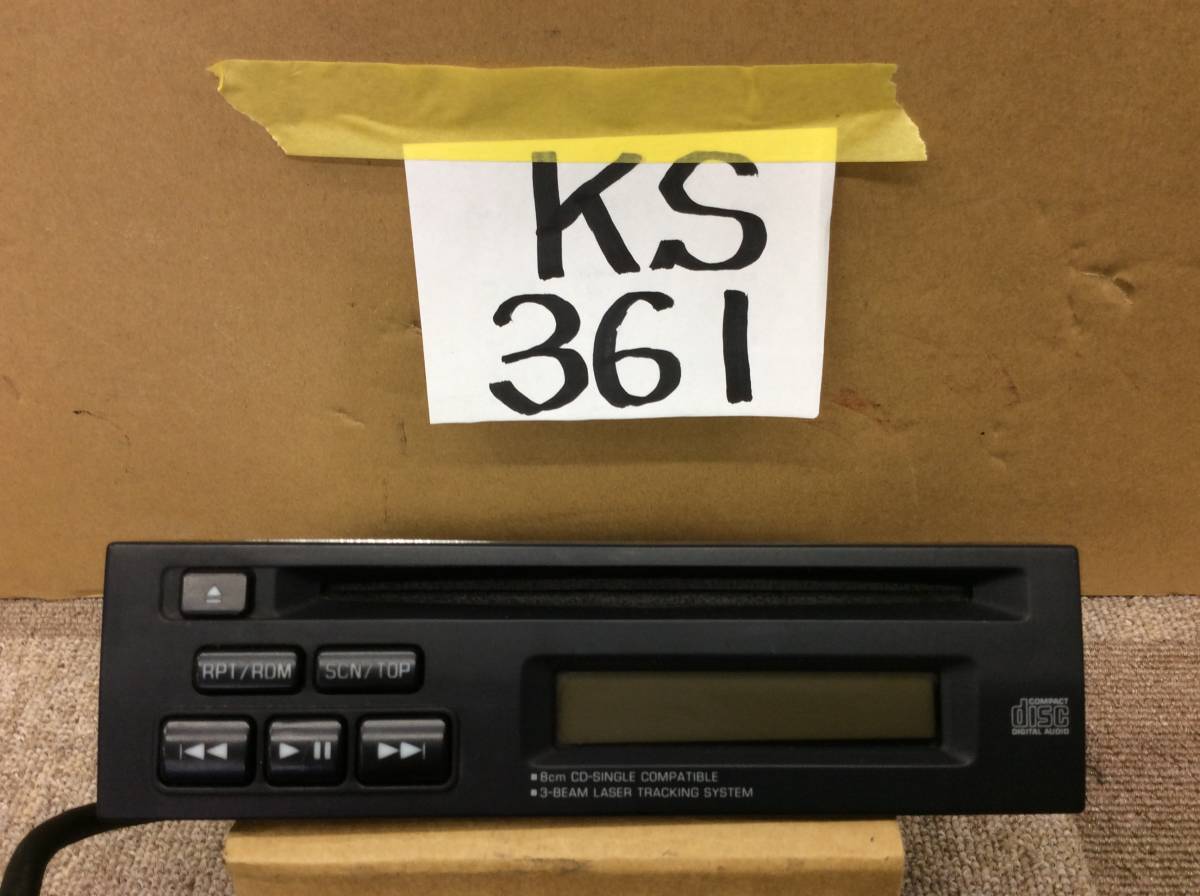 KS
361
RPT/RDM SCN/TOP
COMPACT
disc
DIGITAL AUDIO
■8cm CD-SINGLE COMPATIBLE
■3-BEAM LASER TRACKING SYSTEM